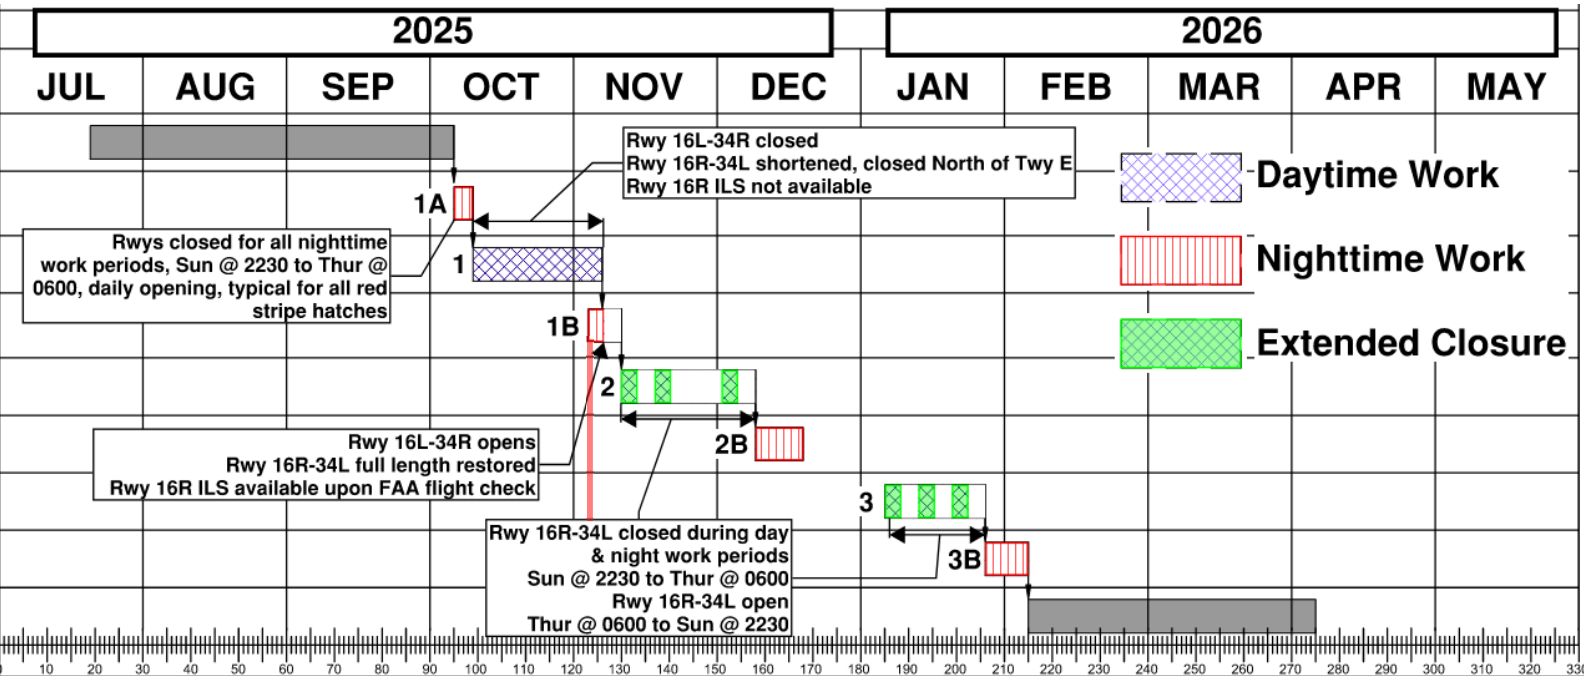 2025
2026
JUL AUG SEP OCT NOV DEC JAN FEB MAR APR MAY
Rwy 16L-34R closed
Rwy 16R-34L shortened, closed North of Twy E
Rwy 16R ILS not available
Daytime Work
1A
Rwys closed for all nighttime
work periods, Sun @ 2230 to Thur @
0600, daily opening, typical for all red
stripe hatches
1
Nighttime Work
1B
Extended Closure
2
Rwy 16L-34R opens
Rwy 16R-34L full length restored
Rwy 16R ILS available upon FAA flight check
2B
3
Rwy 16R-34L closed during day
& night work periods
Sun @ 2230 to Thur @ 0600
Rwy 16R-34L open
Thur @ 0600 to Sun @ 2230
3B
0 10 20 30 40 50 60 70 80 90 100 110 120 130 140 150 160 170 180 190 200 210 220 230 240 250 260 270 280 290 300 310 320 330